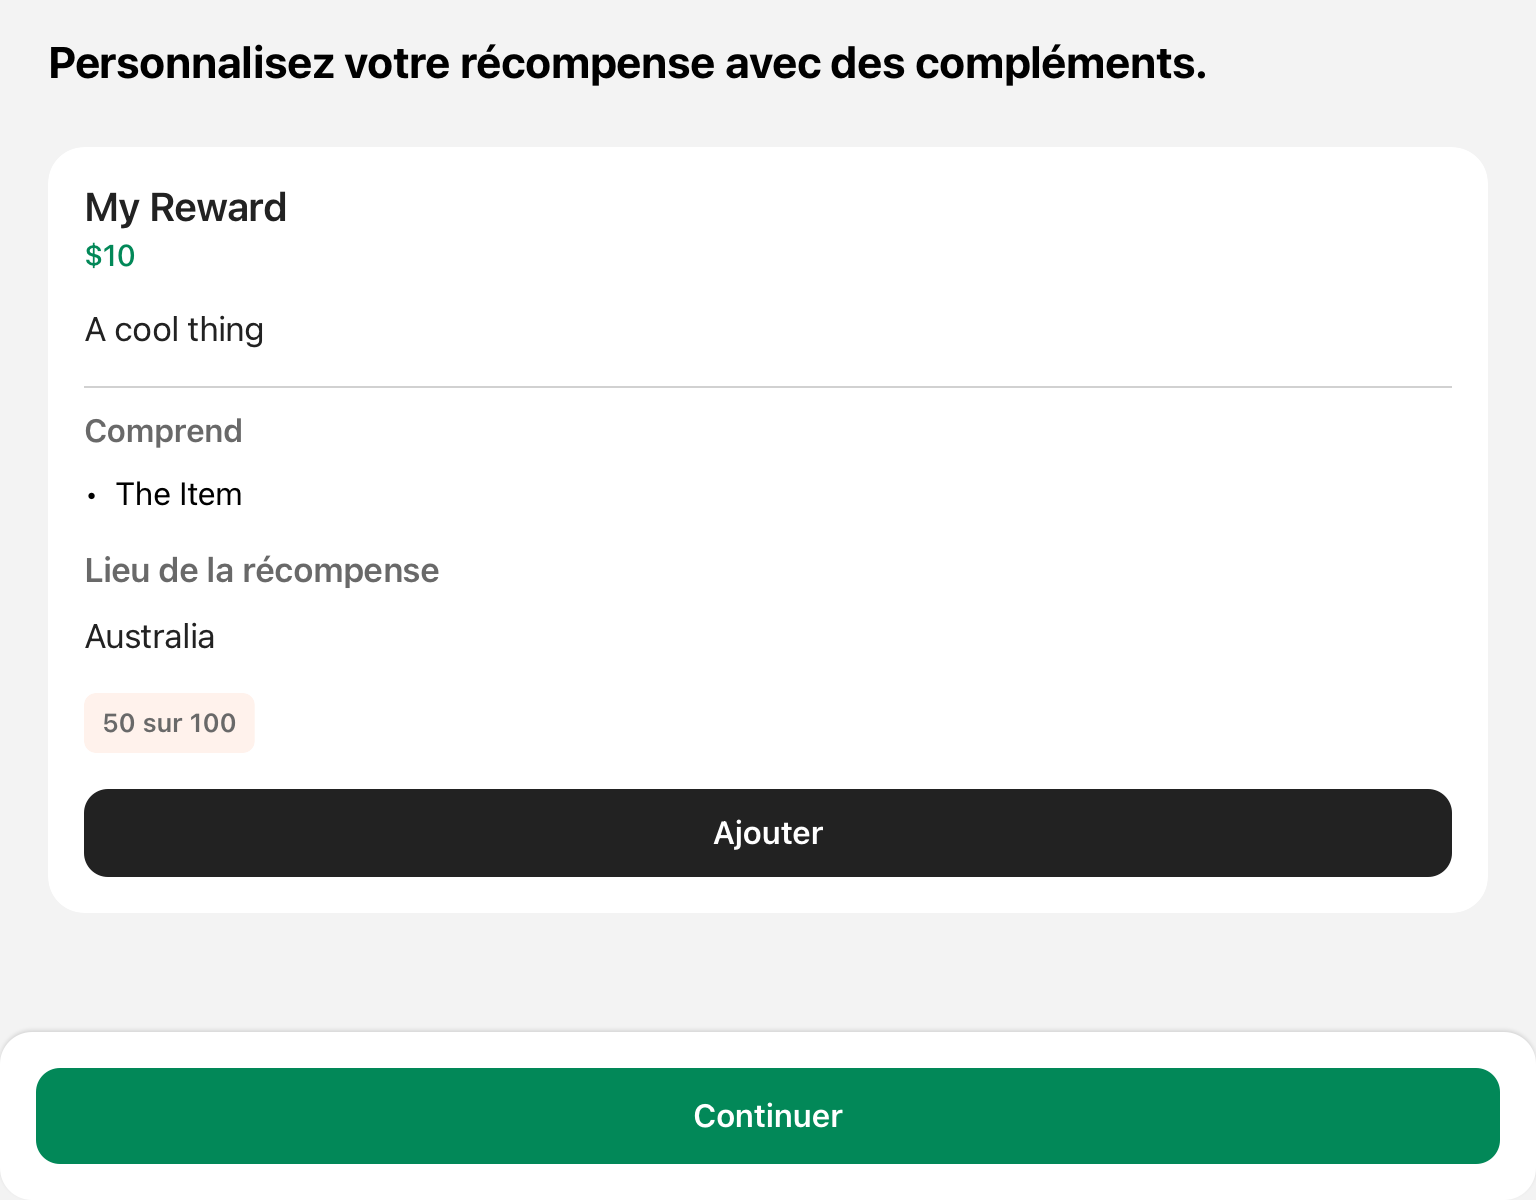 Personnalisez votre récompense avec des compléments.
My Reward
$10
A cool thing
Comprend
• The Item
Lieu de la récompense
Australia
50 sur 100
Ajouter
Continuer